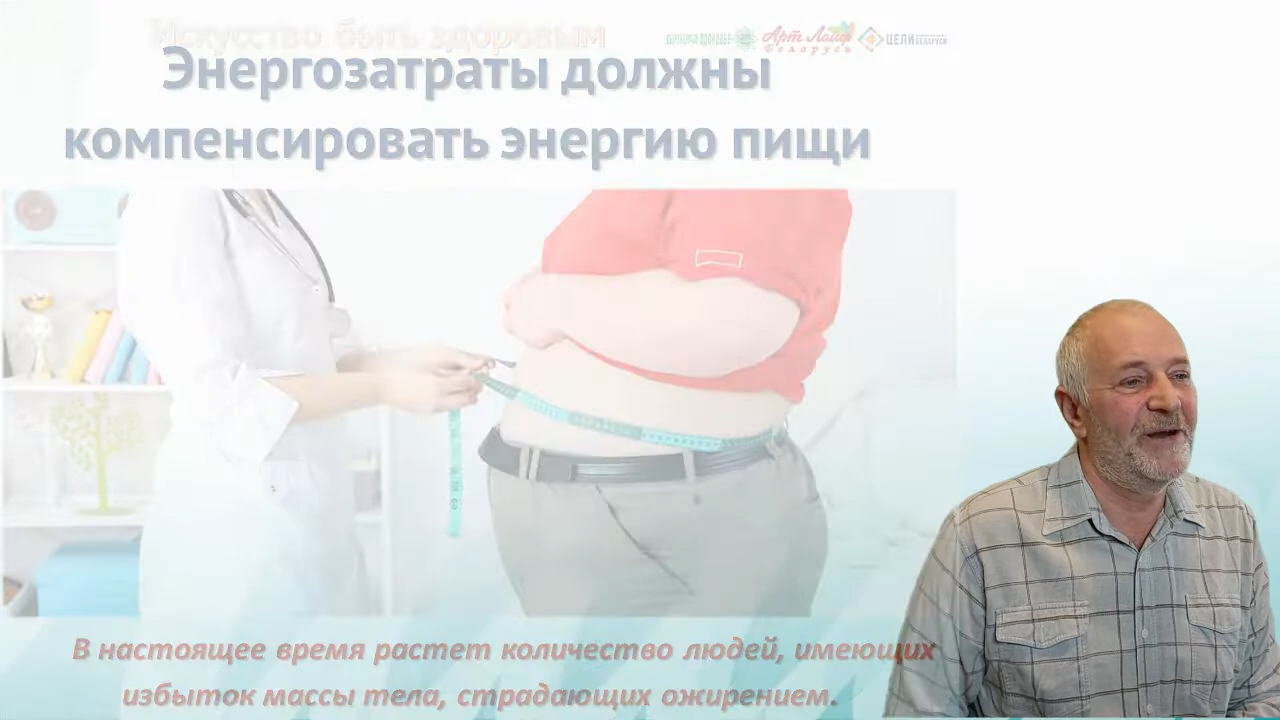 Искусство быть здоровым
Арт Лайф
Беларусь
ЦЕЛИ
БЕЛАРУСИ
Энергозатраты должны
компенсировать энергию пищи
В настоящее время растет количество людей, имеющих
избыток массы тела, страдающих ожирением.